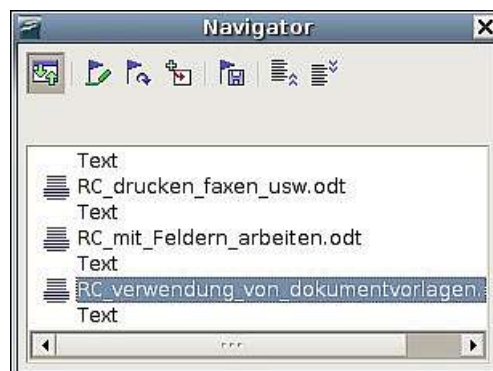 Navigator
Text
RC_drucken_faxen_usw.odt
Text
RC_mit_Feldern_arbeiten.odt
Text
RC_verwendung_von_dokumentvorlagen.
Text